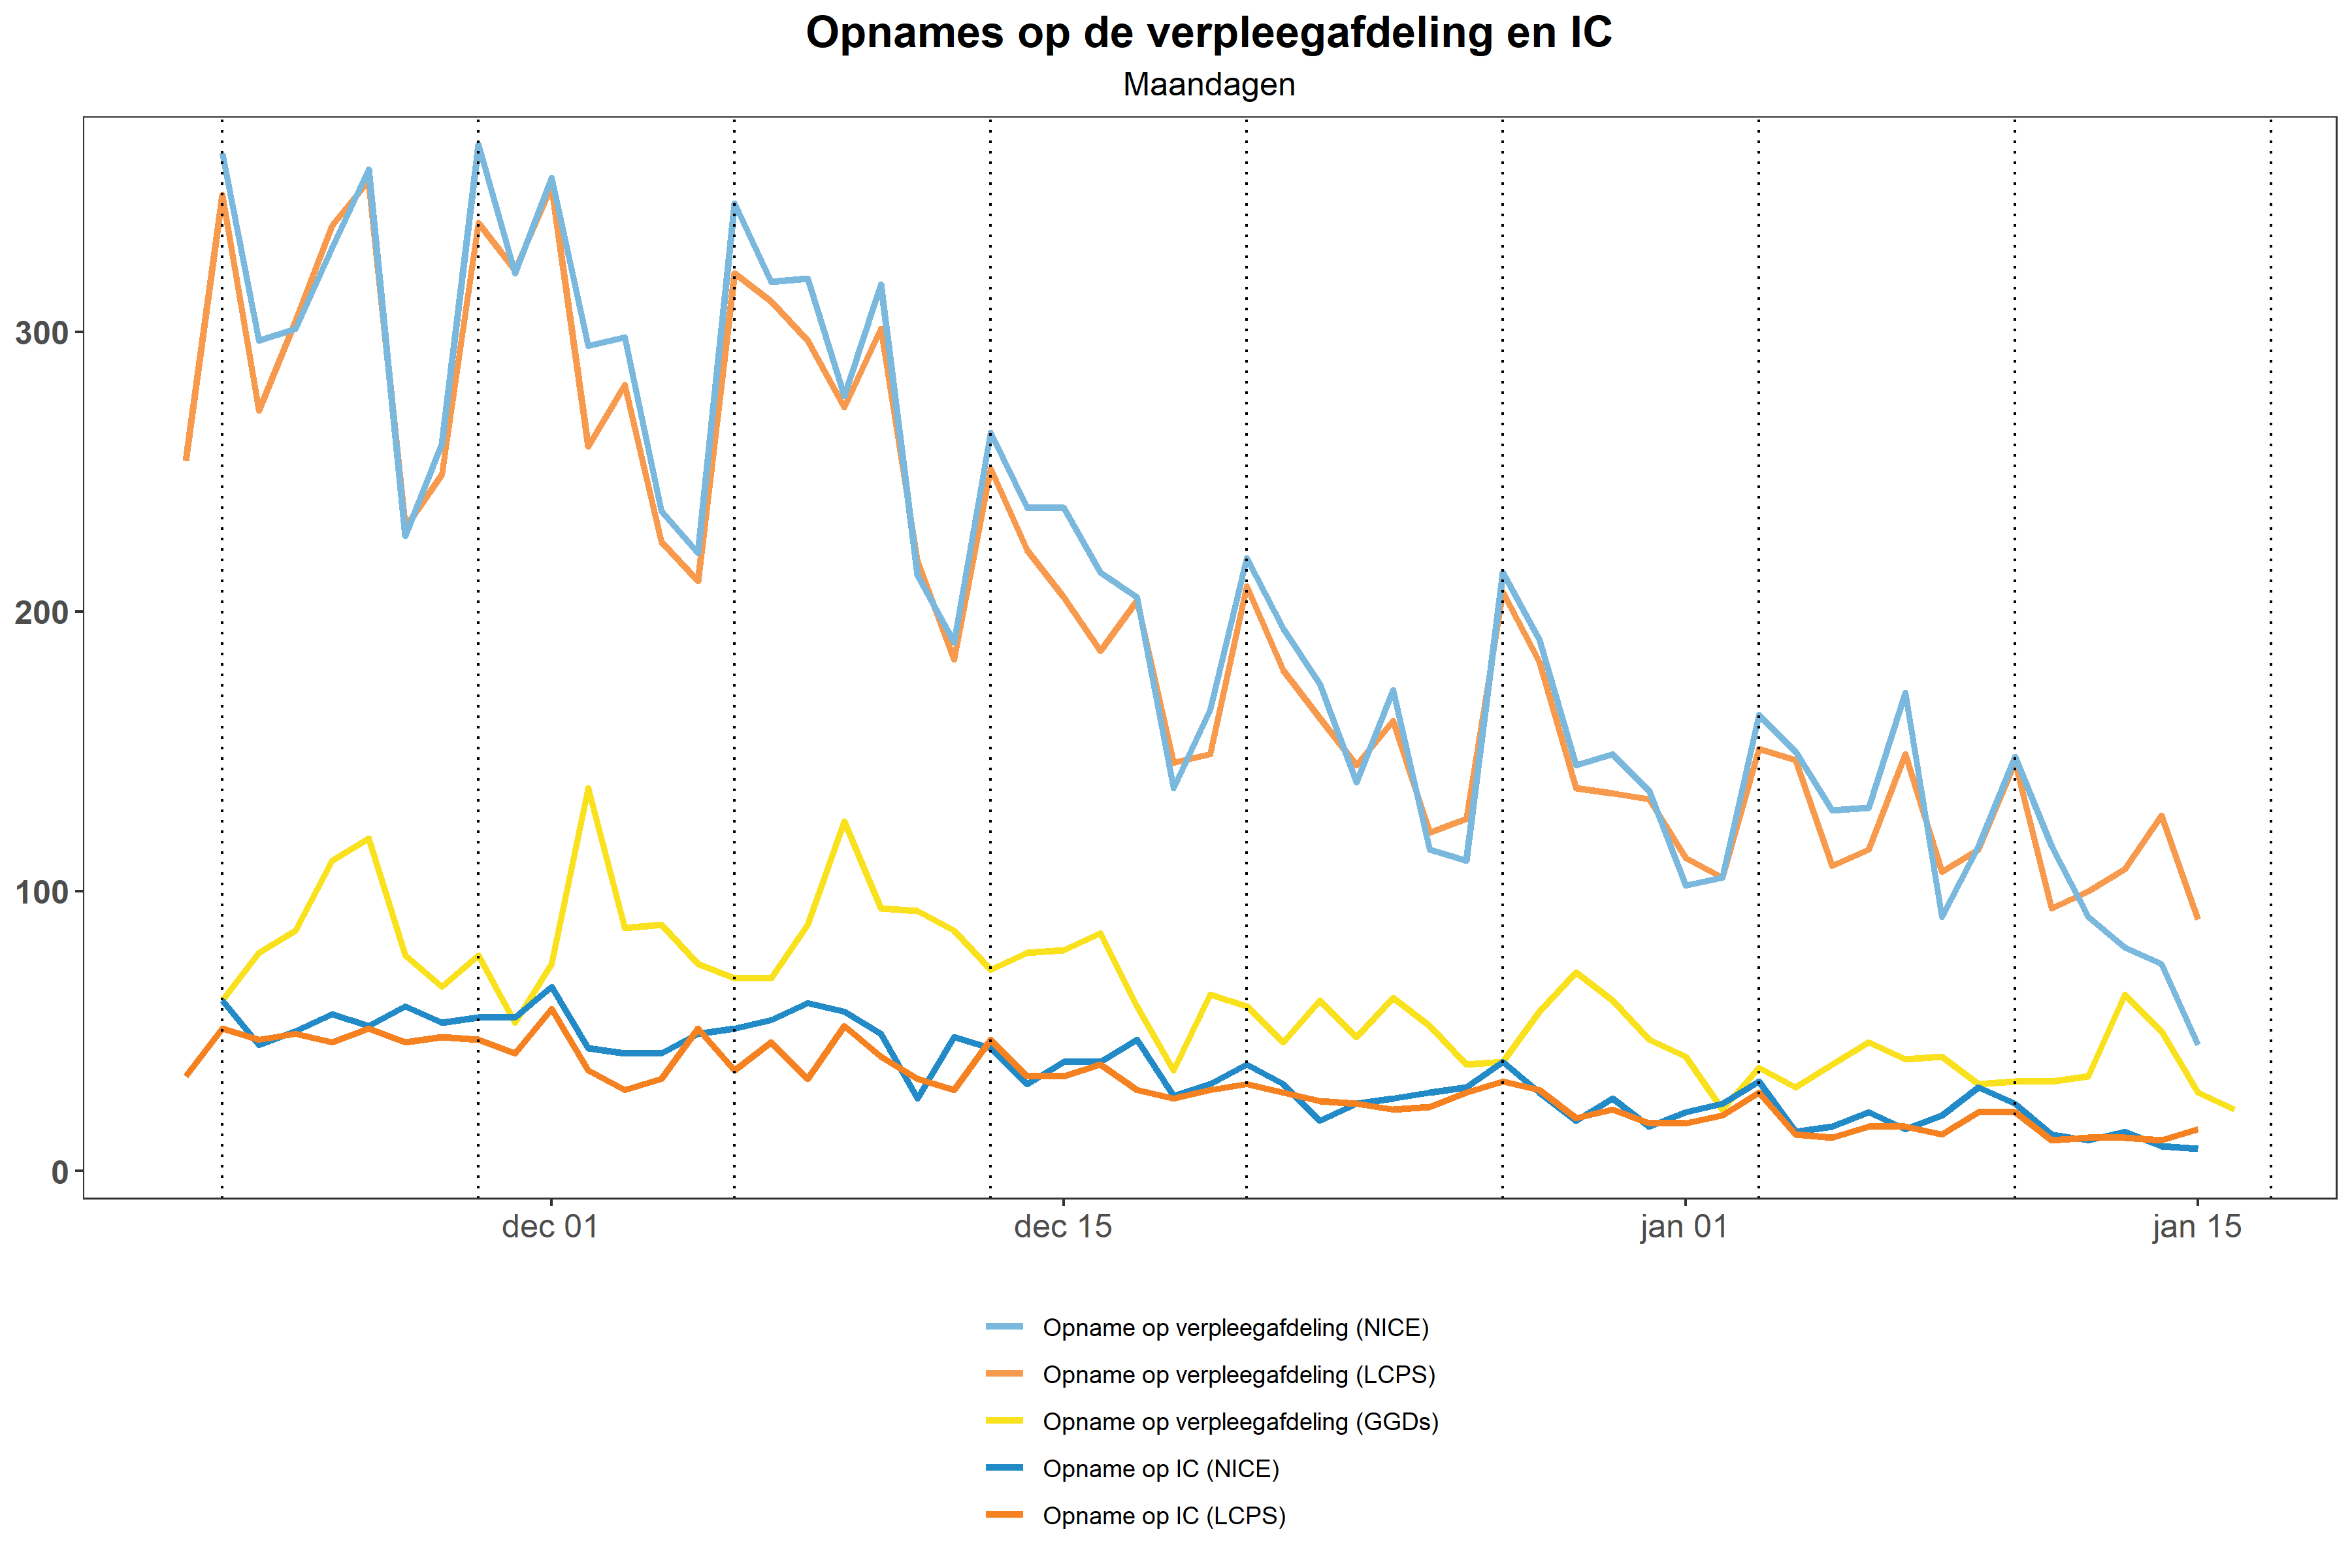 Opnames op de verpleegafdeling en IC
Maandagen
300
200
100
0
dec 01
dec 15
jan 01
jan 15
Opname op verpleegafdeling (NICE)
Opname op verpleegafdeling (LCPS)
Opname op verpleegafdeling (GGDs)
Opname op IC (NICE)
Opname op IC (LCPS)